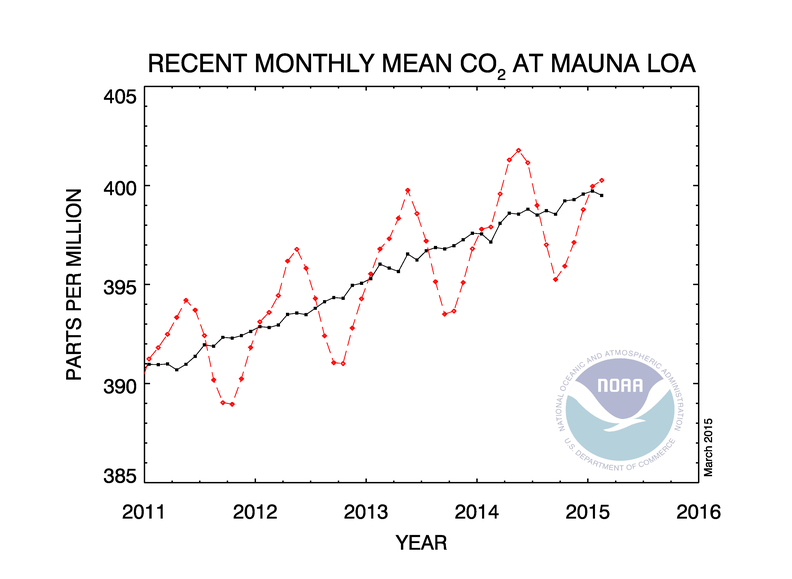 RECENT MONTHLY MEAN CO₂ AT MAUNA LOA
405
400
395
390
385
PARTS PER MILLION
2011 2012 2013 2014 2015 2016
YEAR
NATIONAL OCEANIC AND ATMOSPHERIC ADMINISTRATION
NOAA
U.S. DEPARTMENT OF COMMERCE
March 2015